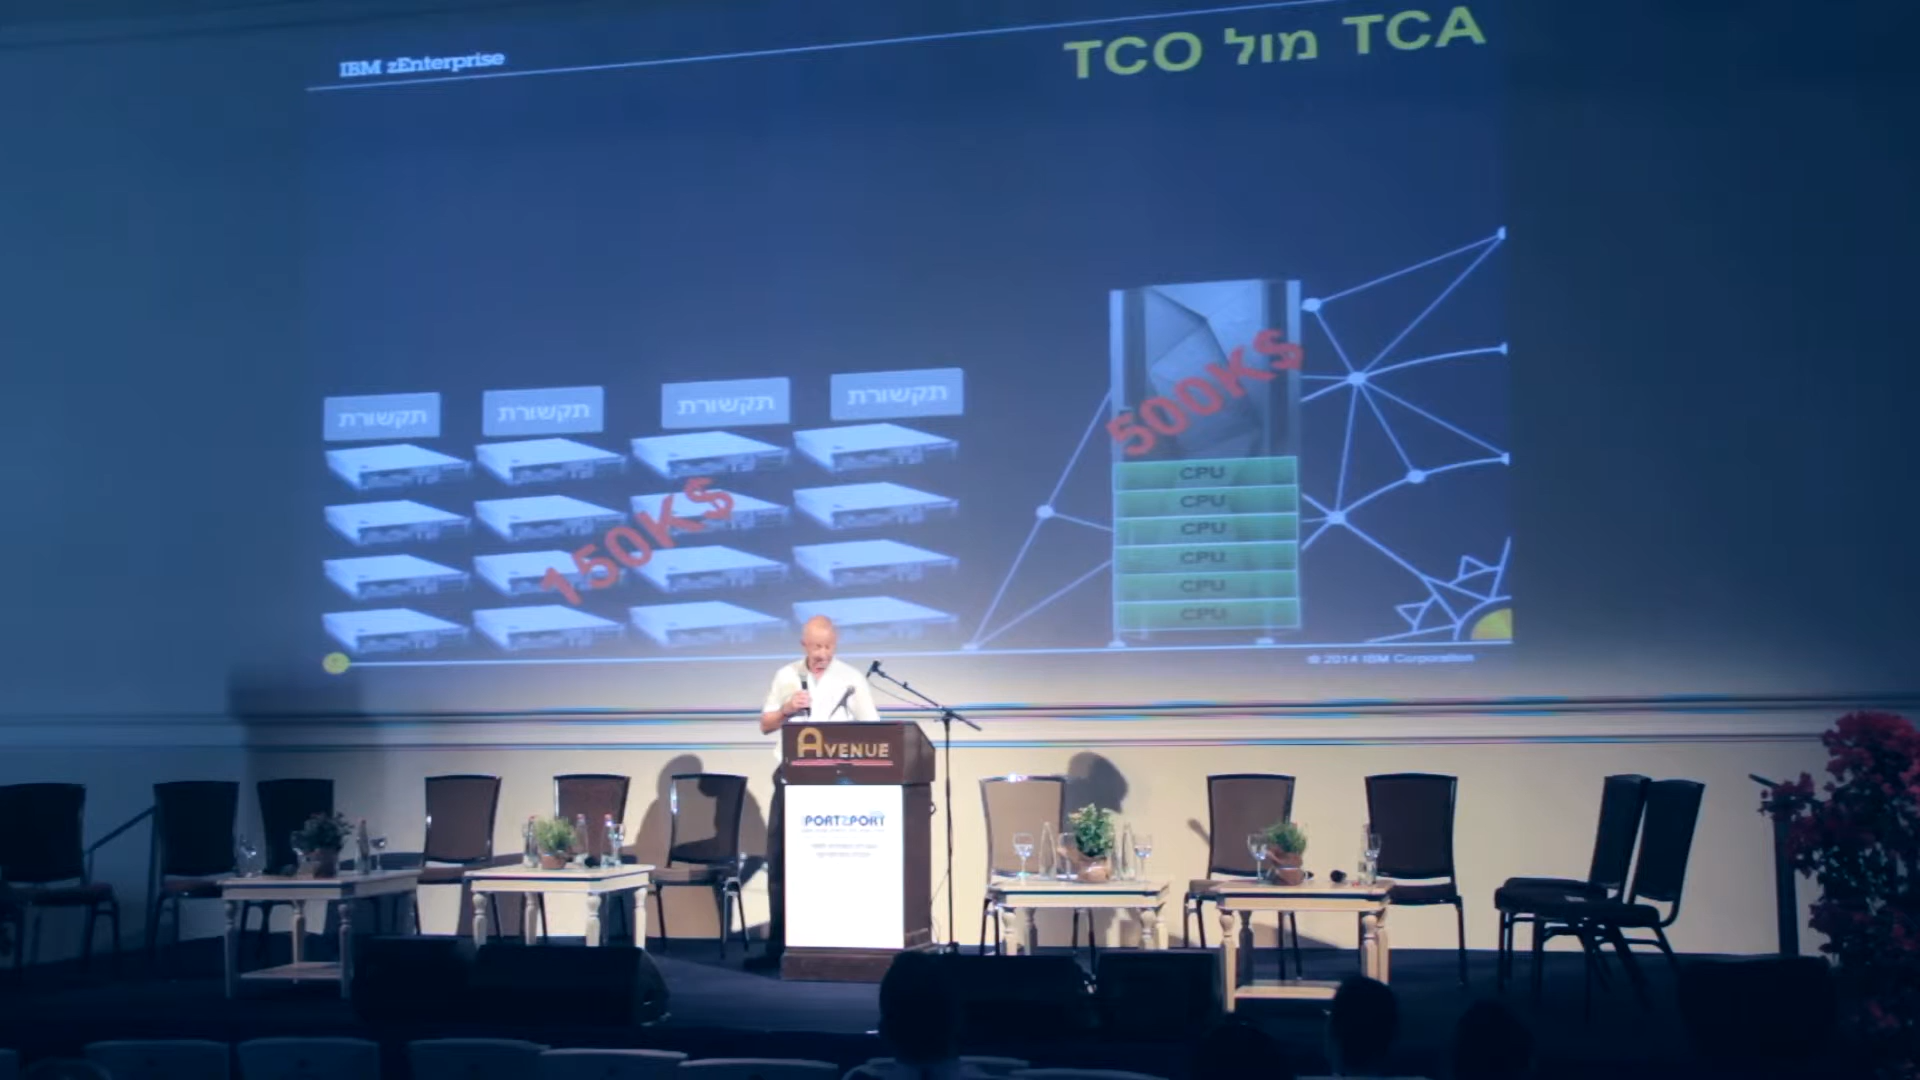 IBM zEnterprise
TCA מול TCO
תקשורת
תקשורת
תקשורת
תקשורת
150K$
500K$
CPU
CPU
CPU
CPU
CPU
CPU
© 2014 IBM Corporation
AVENUE
PORT2PORT